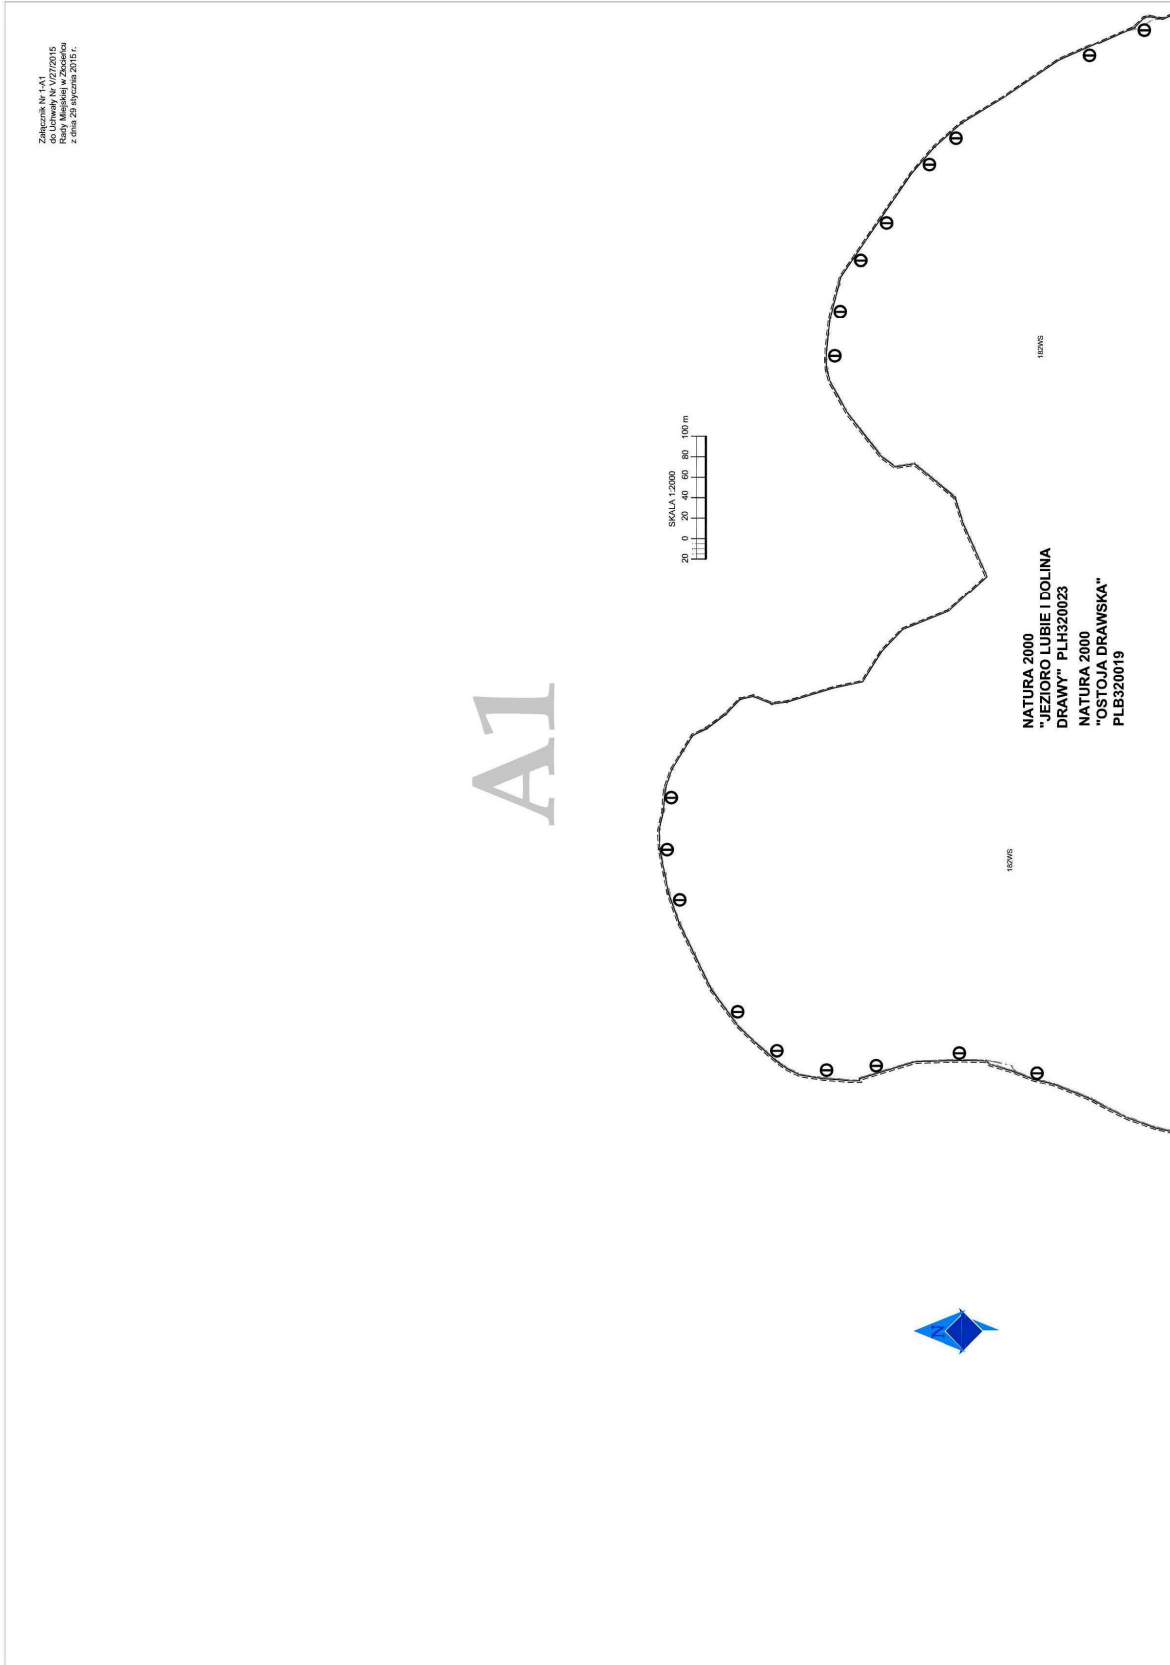 Załącznik Nr 1-A1
do Uchwały Nr V/27/2015
Rady Miejskiej w Złocieńcu
z dnia 29 stycznia 2015 r.
A1
SKALA 1:2000
20 0 20 40 60 80 100 m
182WS
182WS
NATURA 2000
"JEZIORO LUBIE I DOLINA
DRAWY" PLH320023
NATURA 2000
"OSTOJA DRAWSKA"
PLB320019
N